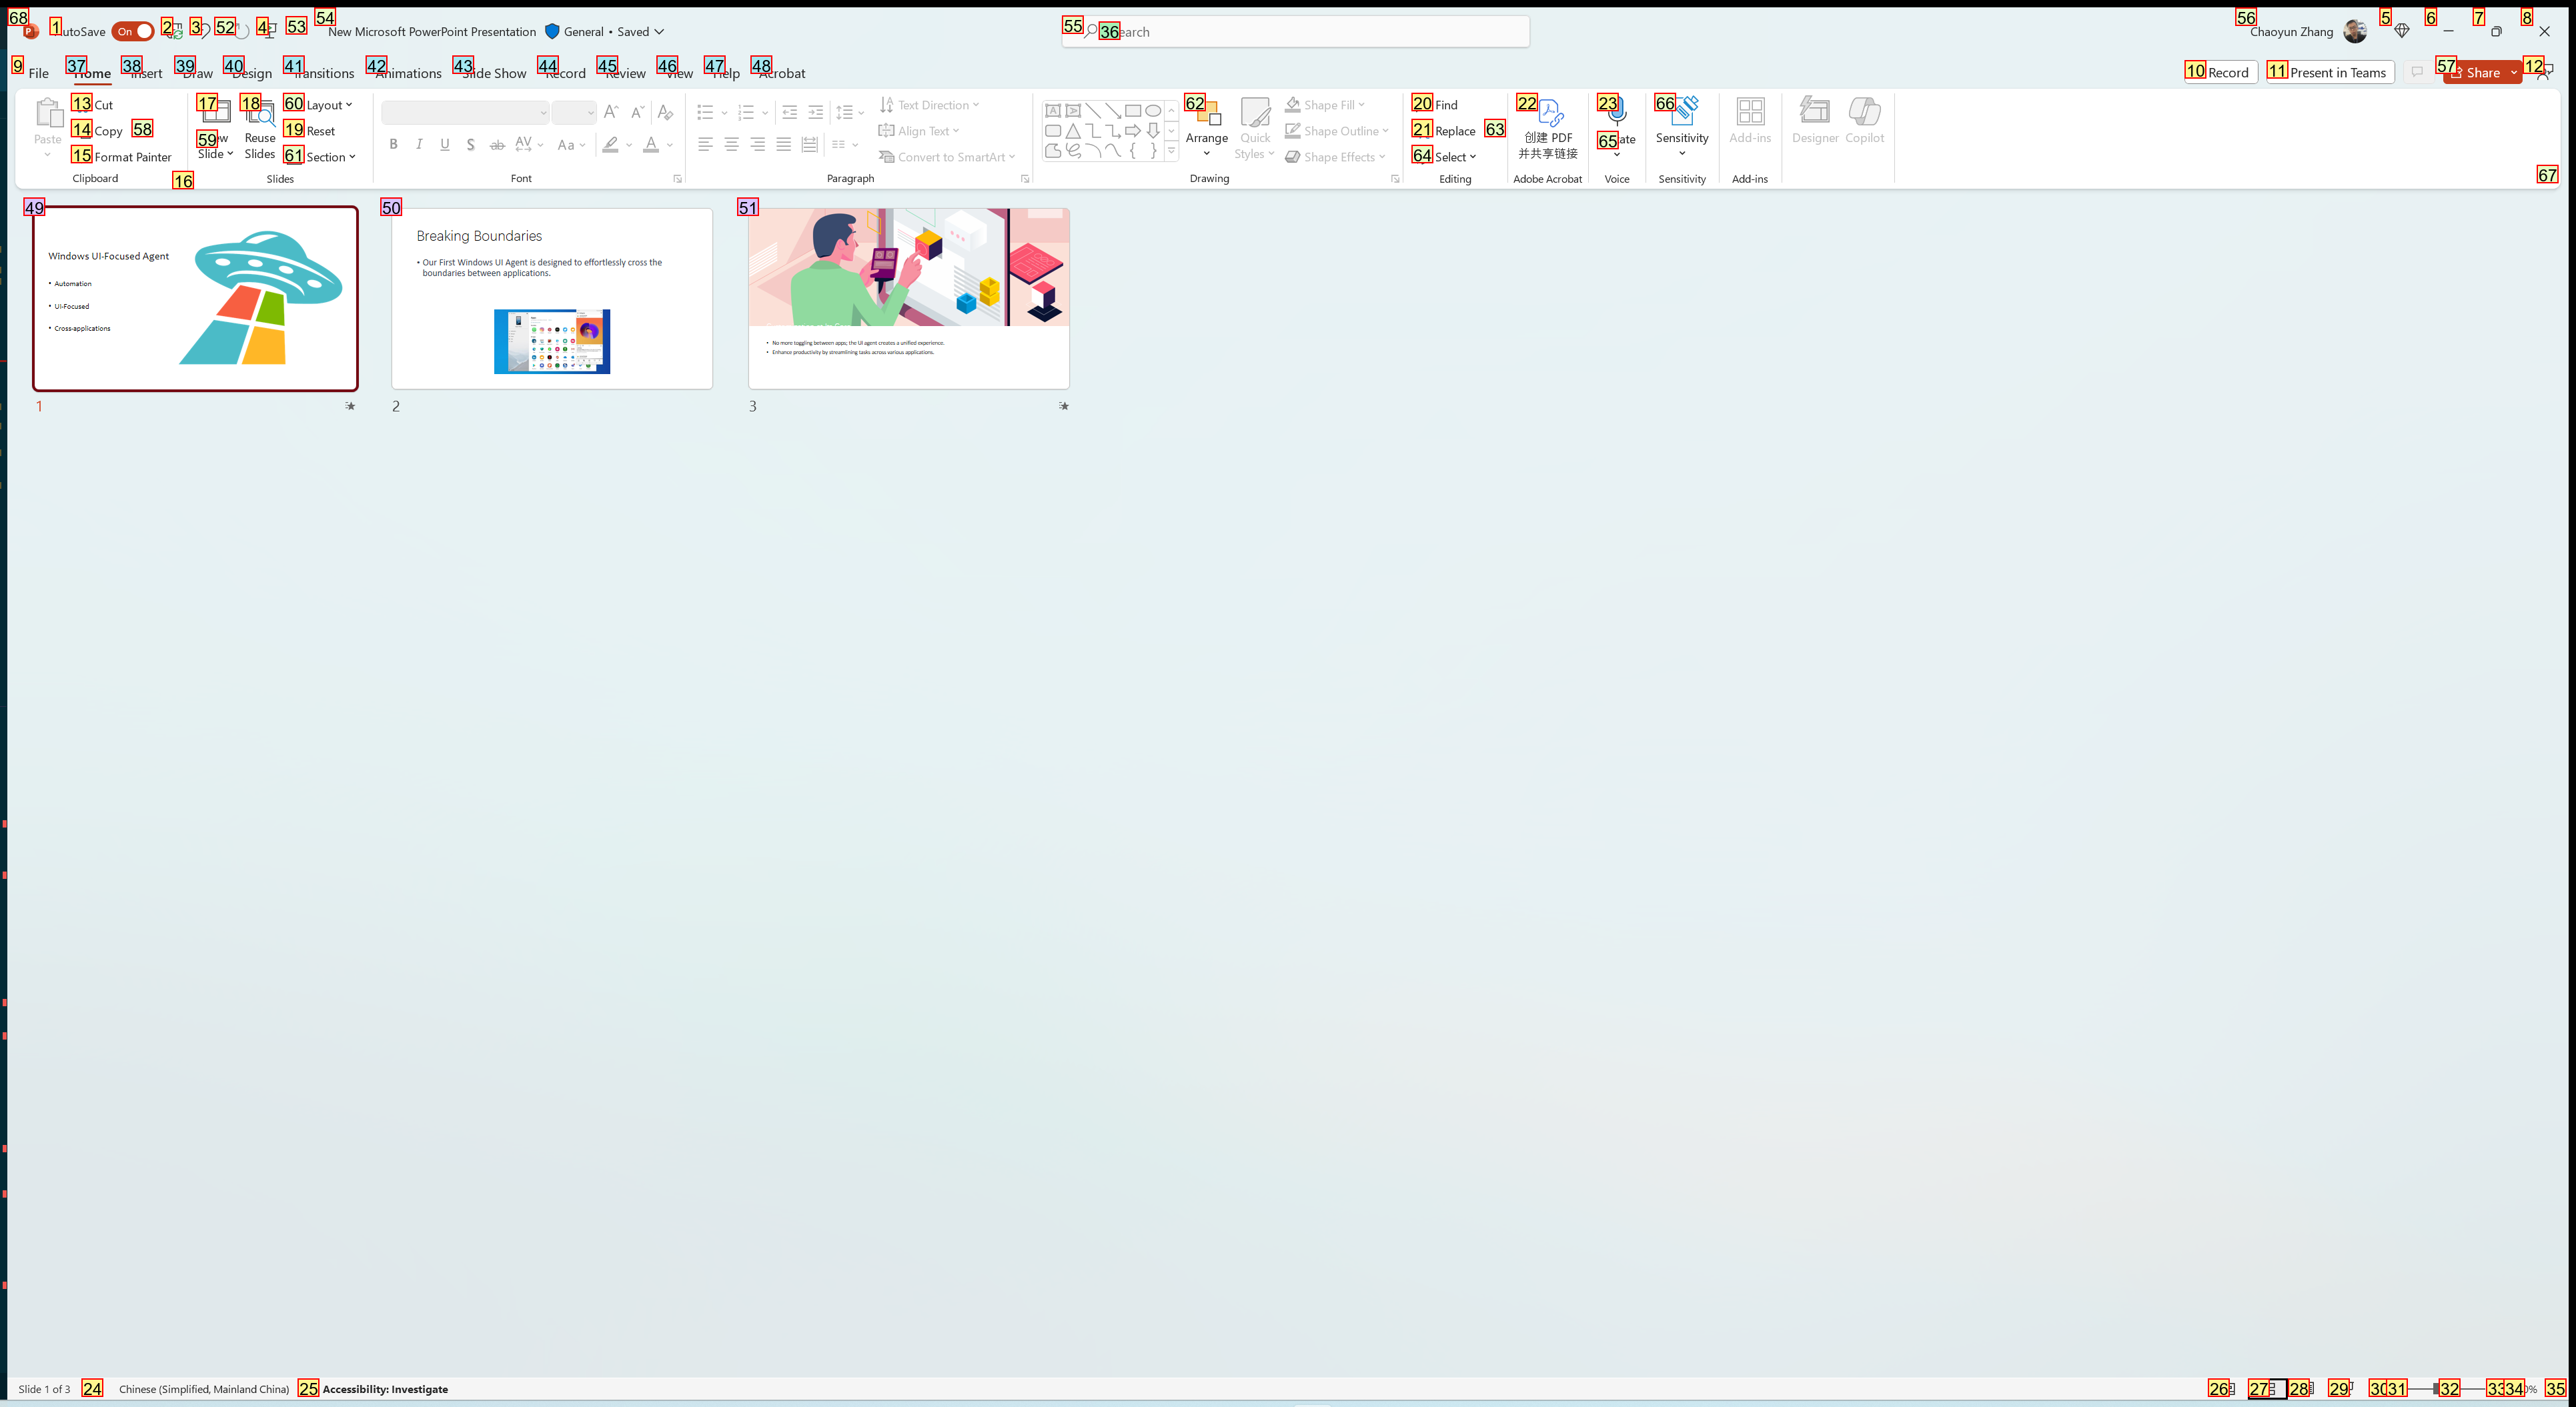 68 1 AutoSave On 2 3 52 4 53 54 New Microsoft PowerPoint Presentation General • Saved 55 36 Search 56 Chaoyun Zhang 5 6 7 8
9 File 37 Home 38 Insert 39 Draw 40 Design 41 Transitions 42 Animations 43 Slide Show 44 Record 45 Review 46 View 47 Help 48 Acrobat 10 Record 11 Present in Teams 57 Share 12
Paste
13 Cut
14 Copy 58
15 Format Painter
Clipboard 16
17 59 New Slide
18 Reuse Slides
60 Layout
19 Reset
61 Section
Slides
B I U S ab AV Aa A
Font
Text Direction
Align Text
Convert to SmartArt
Paragraph
62 Arrange
Quick Styles
Shape Fill
Shape Outline
Shape Effects
Drawing
20 Find
21 Replace 63
64 Select
Editing
22 创建 PDF
并共享链接
Adobe Acrobat
23 65
Voice
66 Sensitivity
Sensitivity
Add-ins
Add-ins
Designer
Copilot
67
49
Windows UI-Focused Agent
• Automation
• UI-Focused
• Cross-applications
1
50
Breaking Boundaries
• Our First Windows UI Agent is designed to effortlessly cross the
boundaries between applications.
2
51
• No more toggling between apps; the UI agent creates a unified experience.
• Enhance productivity by streamlining tasks across various applications.
3
Slide 1 of 3 24 Chinese (Simplified, Mainland China) 25 Accessibility: Investigate 26 27 28 29 30 31 32 33 34 % 35